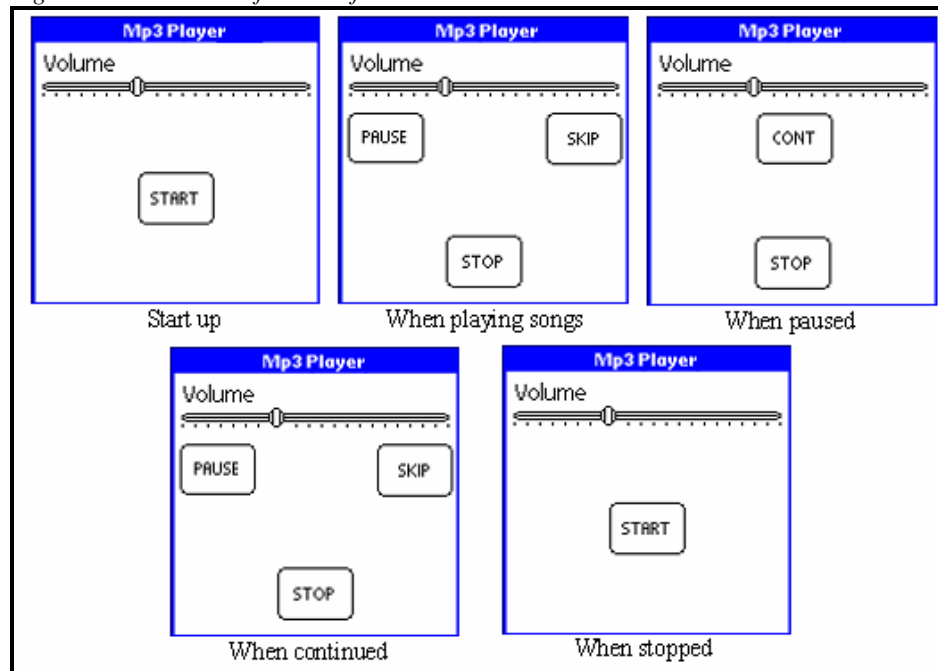 Mp3 Player
Volume
START
Start up
Mp3 Player
Volume
PAUSE SKIP
STOP
When playing songs
Mp3 Player
Volume
CONT
STOP
When paused
Mp3 Player
Volume
PAUSE SKIP
STOP
When continued
Mp3 Player
Volume
START
When stopped